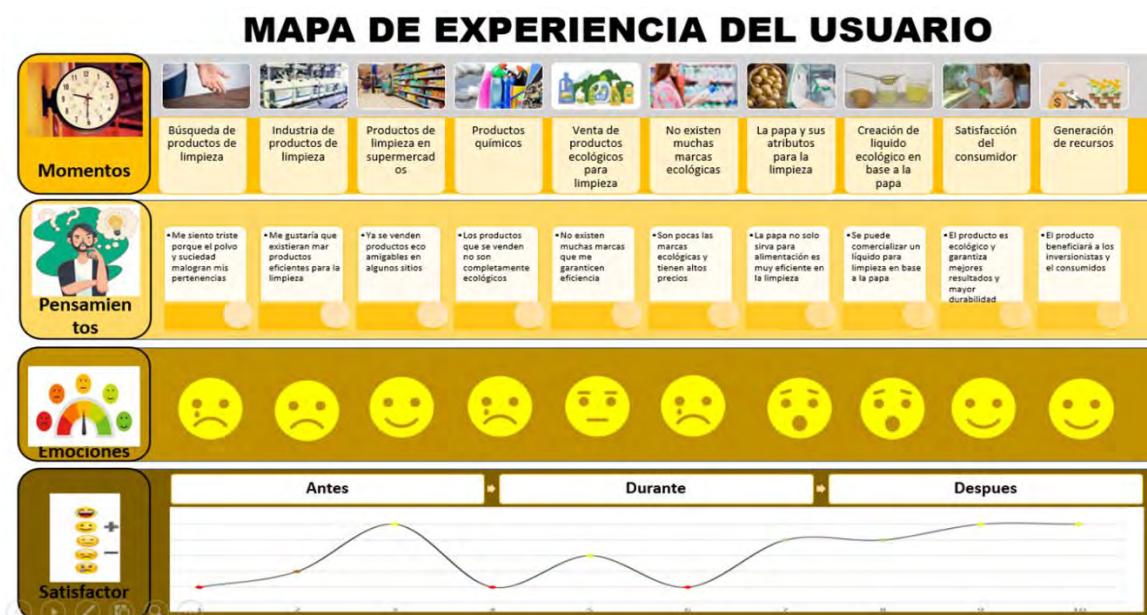 MAPA DE EXPERIENCIA DEL USUARIO
Momentos
Búsqueda de
productos de
limpieza
Industria de
productos de
limpieza
Productos de
limpieza en
supermercad
os
Productos
químicos
Venta de
productos
ecológicos
para
limpieza
No existen
muchas
marcas
ecológicas
La papa y sus
atributos
para la
limpieza
Creación de
liquido
ecológico en
base a la
papa
Satisfacción
del
consumidor
Generación
de recursos
Pensamien
tos
•Me siento triste
porque el polvo
y suciedad
malogran mis
pertenencias
•Me gustaría que
existieran mar
productos
eficientes para la
limpieza
•Ya se venden
productos eco
amigables en
algunos sitios
•Los productos
que se venden
no son
completamente
ecológicos
•No existen
muchas marcas
que me
garanticen
eficiencia
•Son pocas las
marcas
ecológicas y
tienen altos
precios
•La papa no solo
sirva para
alimentación es
muy eficiente en
la limpieza
•Se puede
comercializar un
líquido para
limpieza en base
a la papa
•El producto es
ecológico y
garantiza
mejores
resultados y
mayor
durabilidad
•El producto
beneficiará a los
inversionistas y
el consumidos
Emociones
Antes
Durante
Despues
Satisfactor